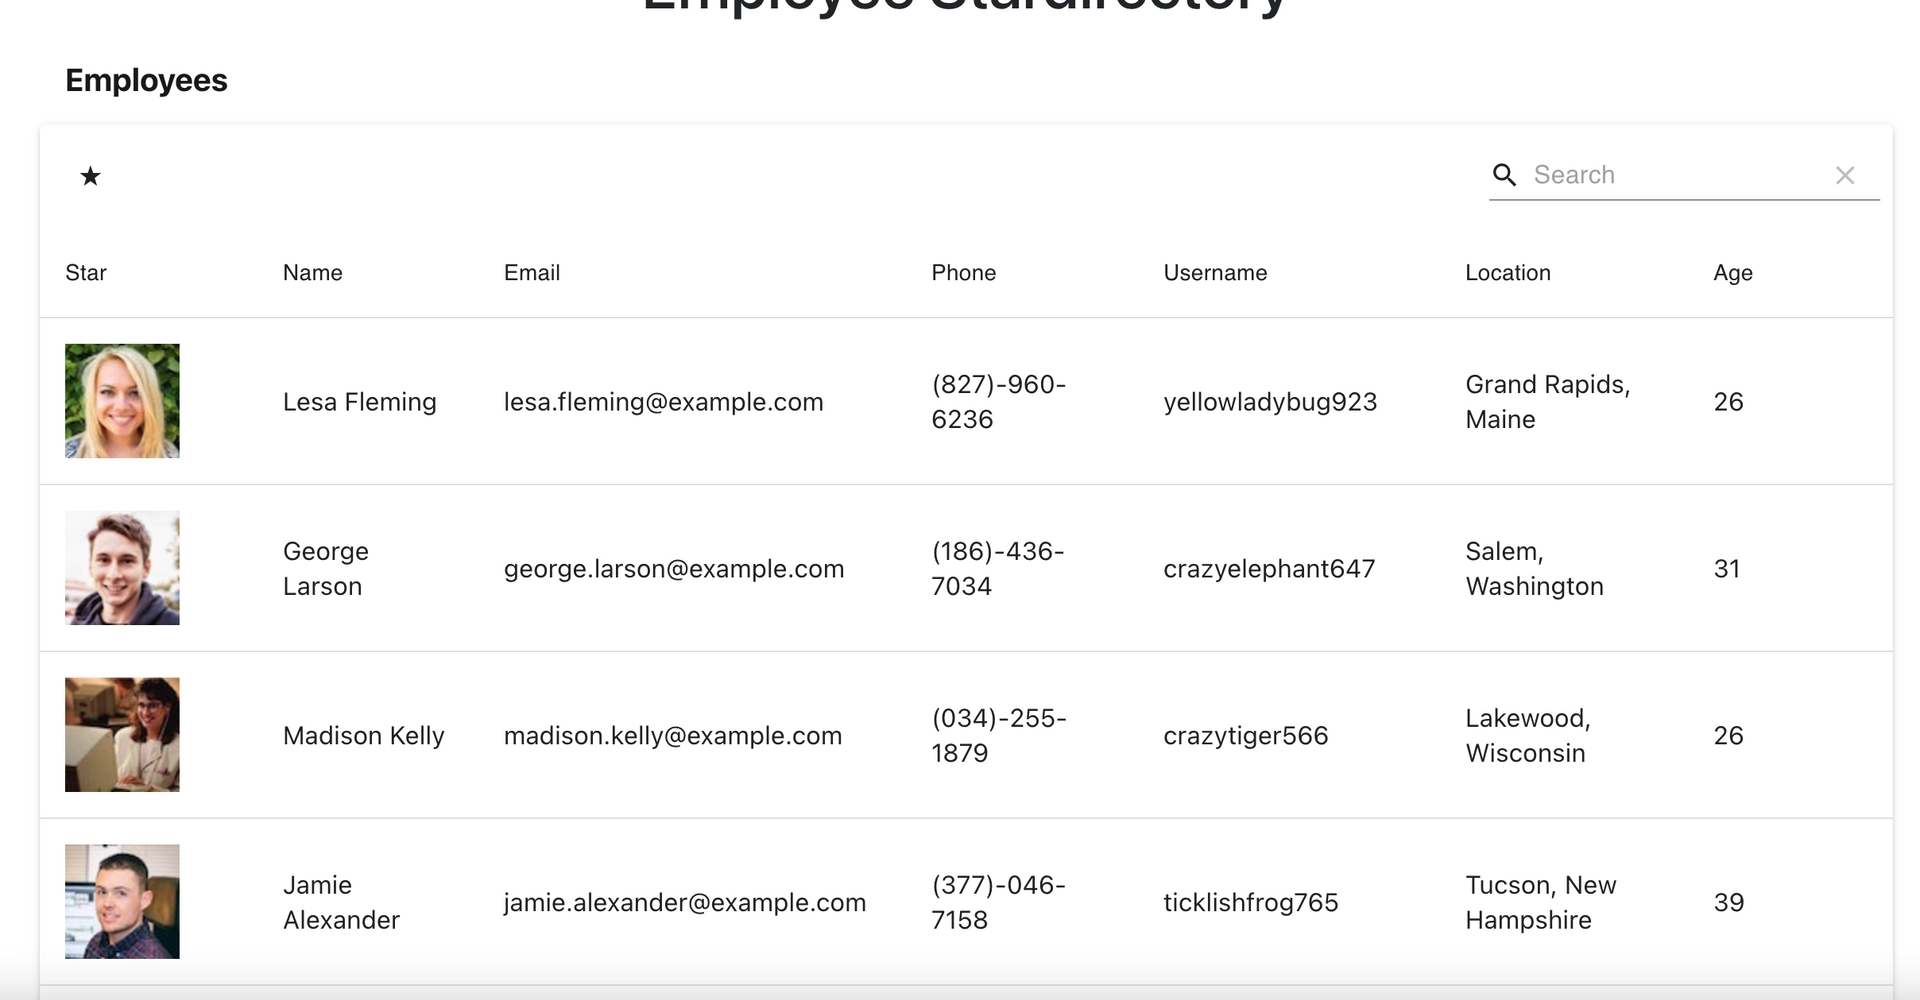 Employee Stardirectory
Employees
★
Search
Star Name Email Phone Username Location Age
Lesa Fleming lesa.fleming@example.com (827)-960-6236 yellowladybug923 Grand Rapids, Maine 26
George Larson george.larson@example.com (186)-436-7034 crazyelephant647 Salem, Washington 31
Madison Kelly madison.kelly@example.com (034)-255-1879 crazytiger566 Lakewood, Wisconsin 26
Jamie Alexander jamie.alexander@example.com (377)-046-7158 ticklishfrog765 Tucson, New Hampshire 39